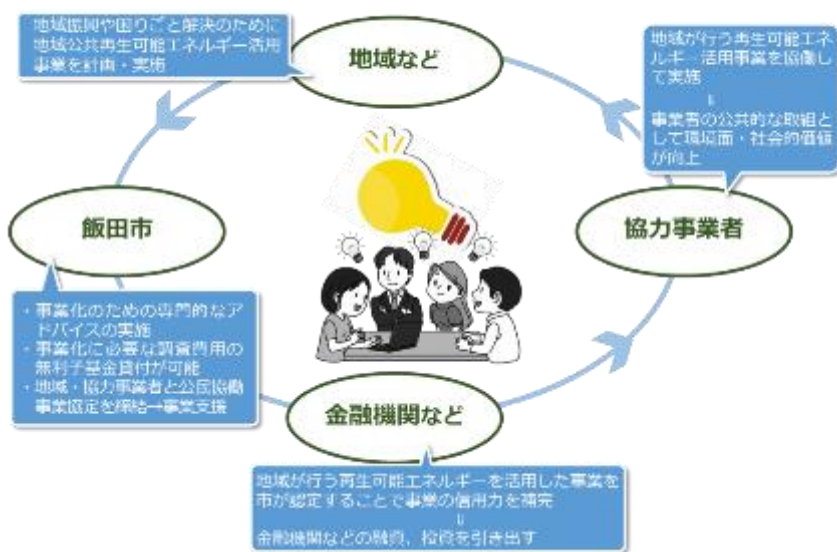 地域振興や困りごと解決のために
地域公共再生可能エネルギー活用
事業を計画・実施
地域など
地域が行う再生可能エネ
ルギー活用事業を協働し
て実施
⇓
事業者の公共的な取組と
して環境面・社会的価値
が向上
飯田市
協力事業者
・事業化のための専門的なア
ドバイスの実施
・事業化に必要な調査費用の
無利子基金貸付が可能
・地域・協力事業者と公民協働
事業協定を締結→事業支援
金融機関など
地域が行う再生可能エネルギーを活用した事業を
市が認定することで事業の信用力を補完
⇓
金融機関などの融資、投資を引き出す